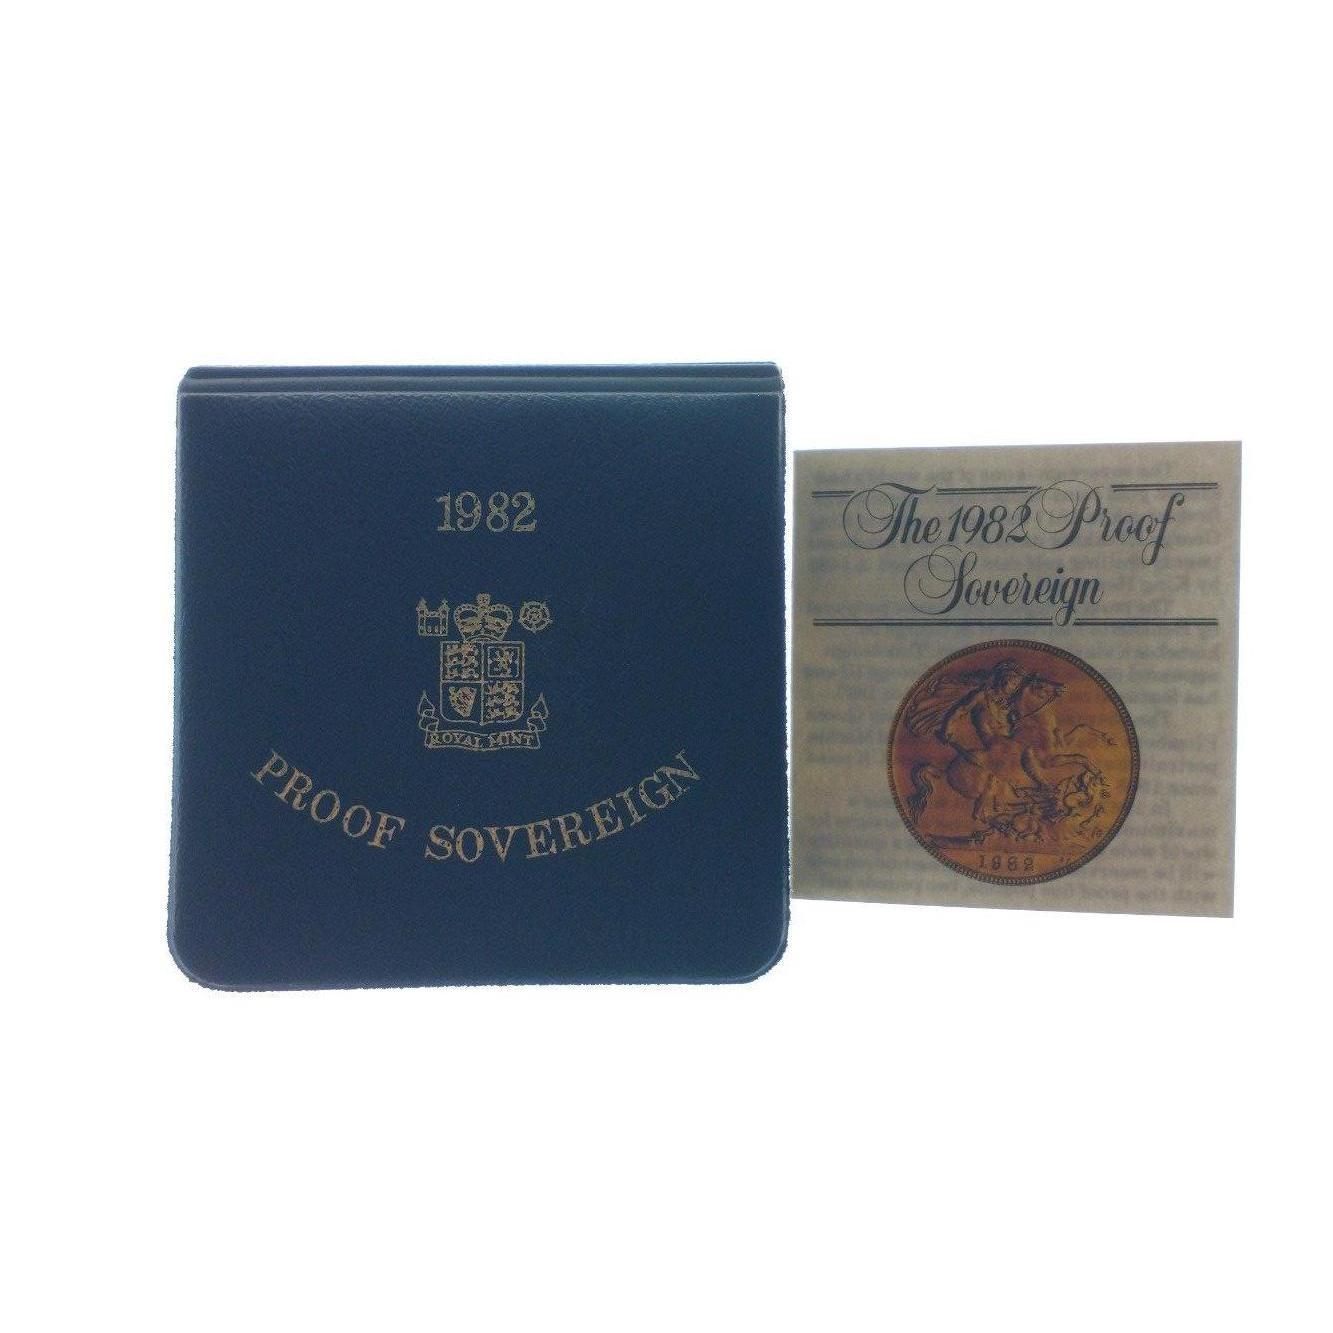 1982
ROYAL MINT
PROOF SOVEREIGN
The 1982 Proof
Sovereign
1982